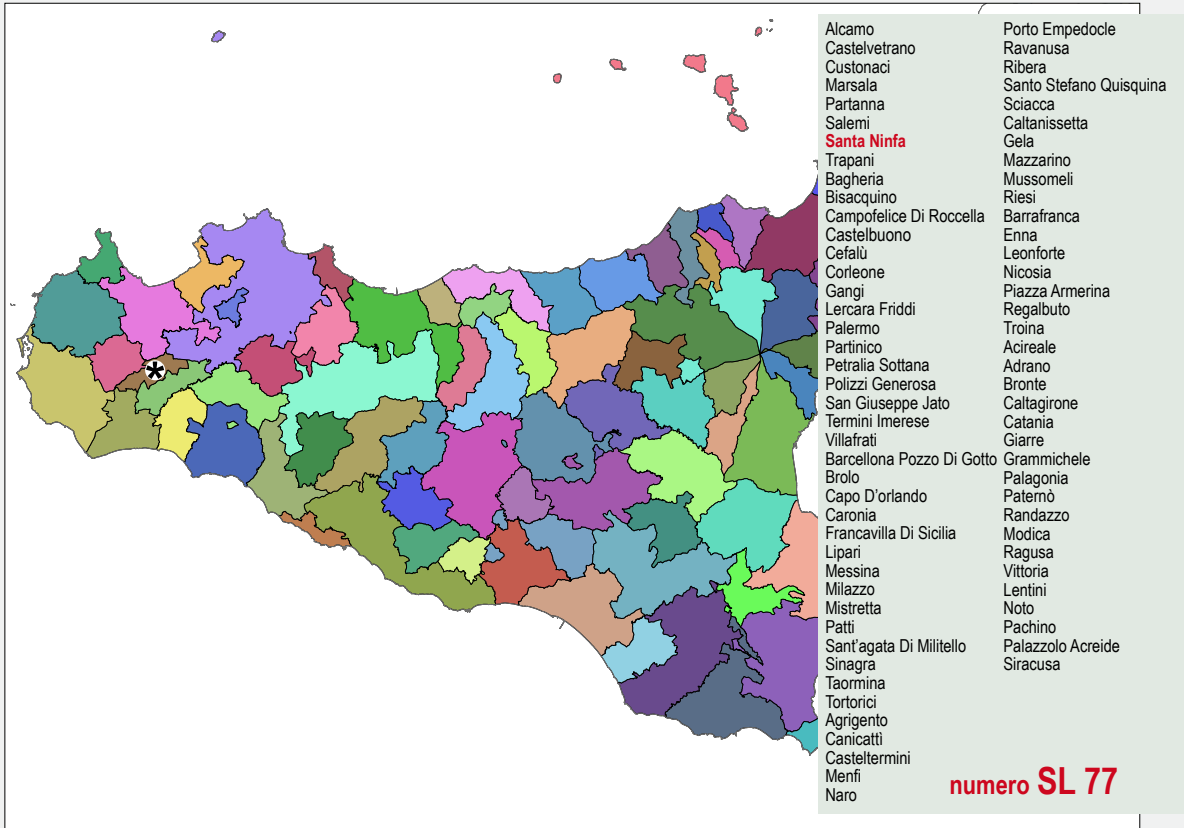 Alcamo
Castelvetrano
Custonaci
Marsala
Partanna
Salemi
Santa Ninfa
Trapani
Bagheria
Bisacquino
Campofelice Di Roccella
Castelbuono
Cefalù
Corleone
Gangi
Lercara Friddi
Palermo
Partinico
Petralia Sottana
Polizzi Generosa
San Giuseppe Jato
Termini Imerese
Villafrati
Barcellona Pozzo Di Gotto
Brolo
Capo D'orlando
Caronia
Francavilla Di Sicilia
Lipari
Messina
Milazzo
Mistretta
Patti
Sant'agata Di Militello
Sinagra
Taormina
Tortorici
Agrigento
Canicattì
Casteltermini
Menfi
Naro
Porto Empedocle
Ravanusa
Ribera
Santo Stefano Quisquina
Sciacca
Caltanissetta
Gela
Mazzarino
Mussomeli
Riesi
Barrafranca
Enna
Leonforte
Nicosia
Piazza Armerina
Regalbuto
Troina
Acireale
Adrano
Bronte
Caltagirone
Catania
Giarre
Grammichele
Palagonia
Paternò
Randazzo
Modica
Ragusa
Vittoria
Lentini
Noto
Pachino
Palazzolo Acreide
Siracusa
numero SL 77
*